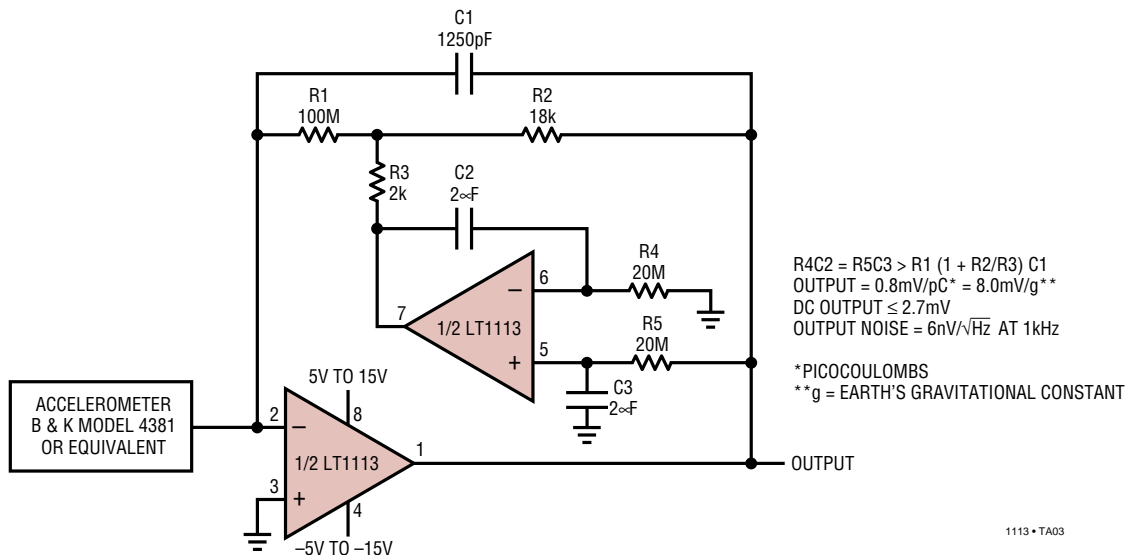 C1
1250pF
R1
100M
R2
18k
R3
2k
C2
2∝F
R4
20M
6
7
1/2 LT1113
R5
20M
5
C3
2∝F
5V TO 15V
8
ACCELEROMETER
B & K MODEL 4381
OR EQUIVALENT
2
1/2 LT1113
1
OUTPUT
3
4
–5V TO –15V
R4C2 = R5C3 > R1 (1 + R2/R3) C1
OUTPUT = 0.8mV/pC* = 8.0mV/g**
DC OUTPUT ≤ 2.7mV
OUTPUT NOISE = 6nV/√Hz AT 1kHz
*PICOCOULOMBS
**g = EARTH'S GRAVITATIONAL CONSTANT
1113 • TA03